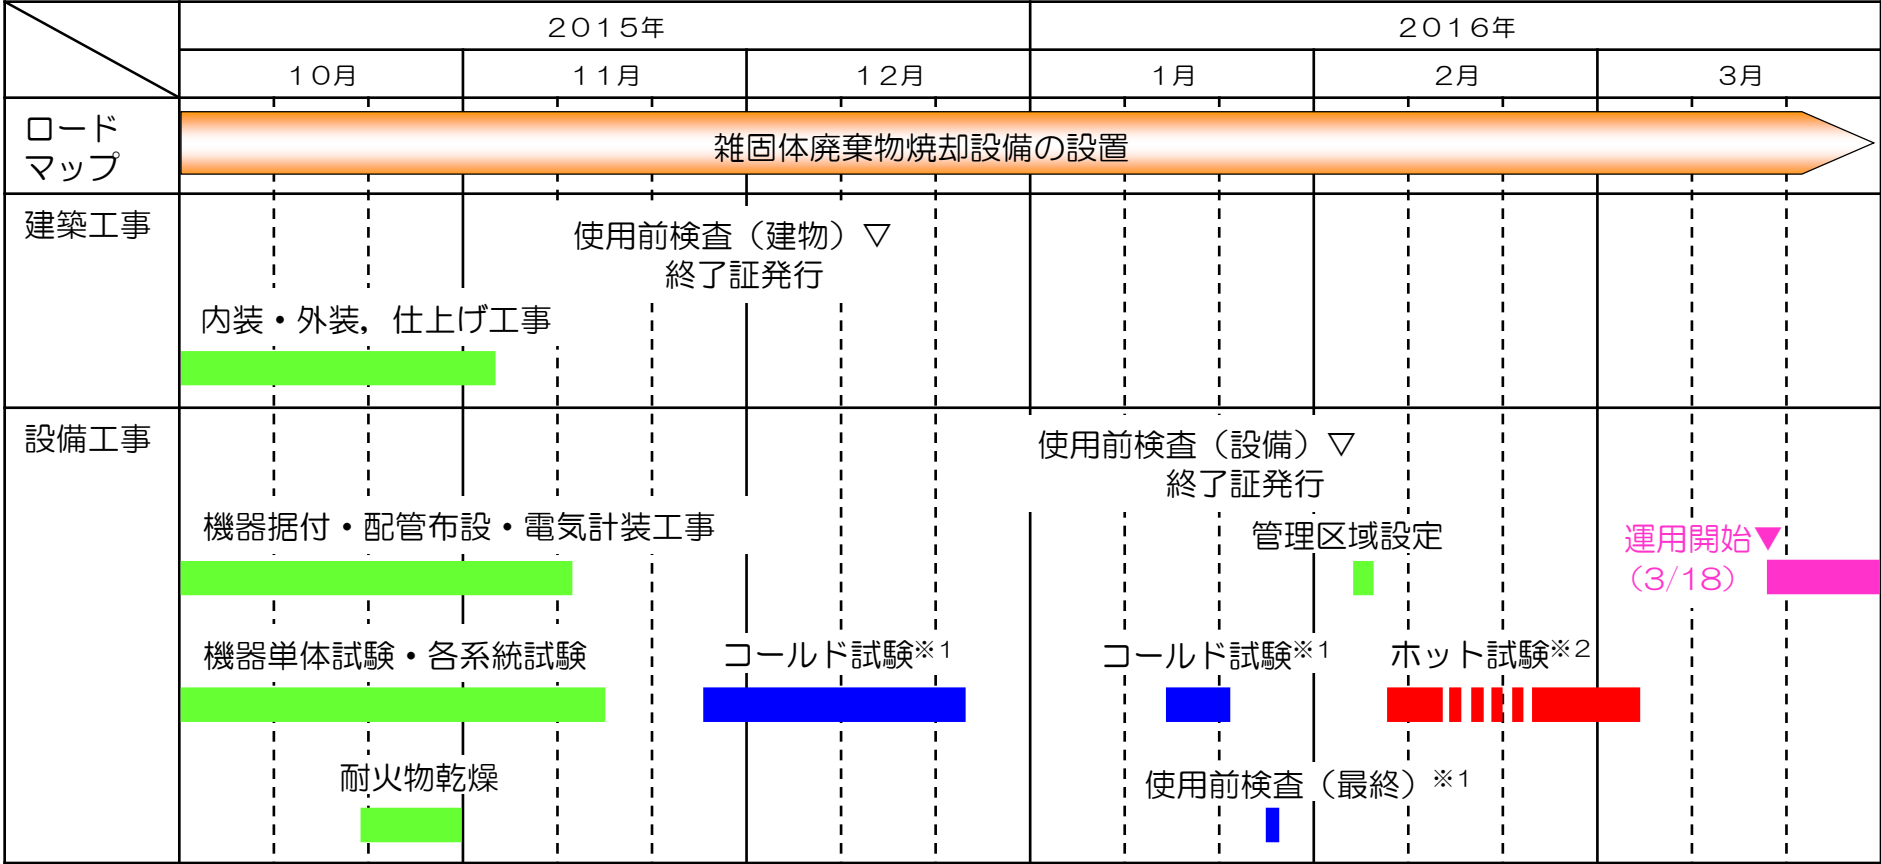 ２０１５年
２０１６年
１０月
１１月
１２月
１月
２月
３月
ロード
マップ
雑固体廃棄物焼却設備の設置
建築工事
使用前検査（建物）▽
終了証発行
内装・外装，仕上げ工事
設備工事
使用前検査（設備）▽
終了証発行
機器据付・配管布設・電気計装工事
管理区域設定
運用開始▼
（3/18）
機器単体試験・各系統試験
コールド試験※1
コールド試験※1
ホット試験※2
耐火物乾燥
使用前検査（最終）※1